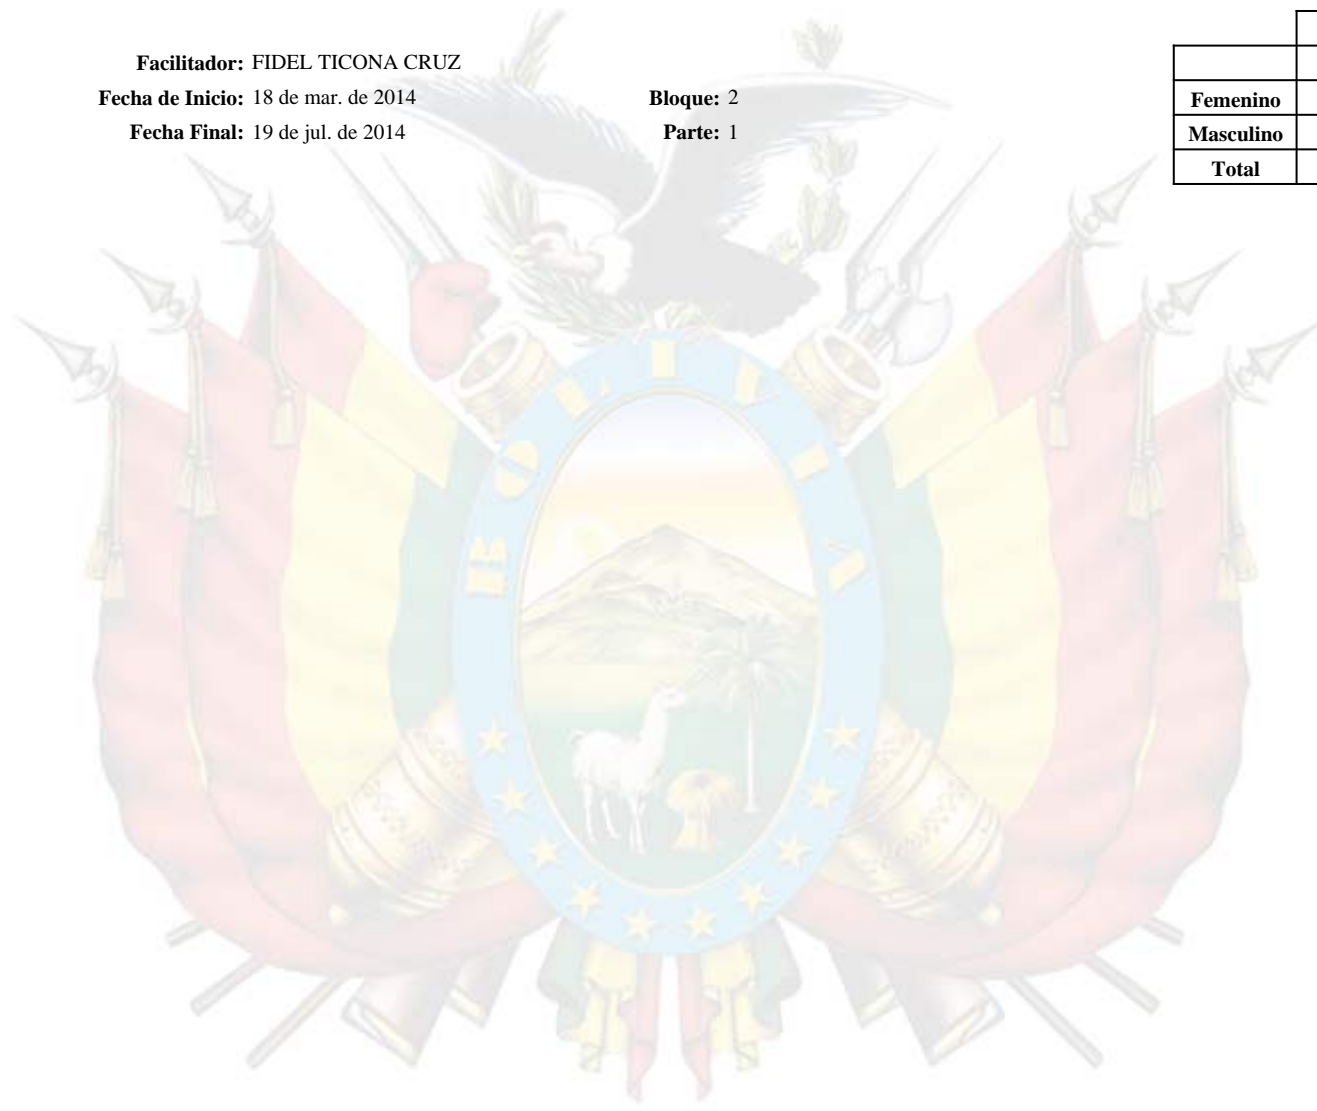 Facilitador: FIDEL TICONA CRUZ
Fecha de Inicio: 18 de mar. de 2014 Bloque: 2
Fecha Final: 19 de jul. de 2014 Parte: 1
Femenino
Masculino
Total
BOLIVIA